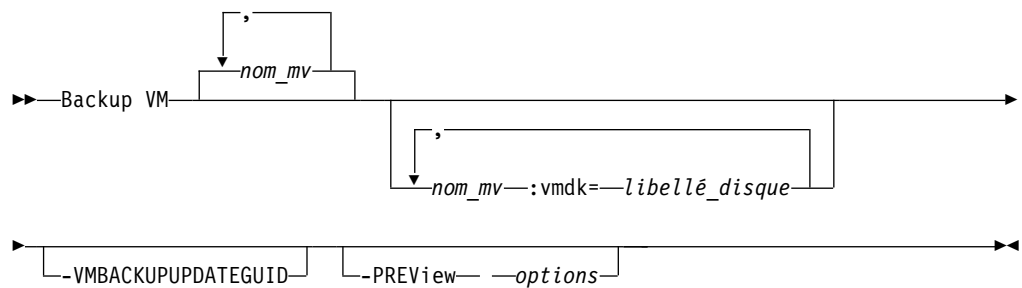 ,
nom_mv
Backup VM
,
nom_mv :vmdk= libellé_disque
-VMBACKUPUPDATEGUID -PREView options